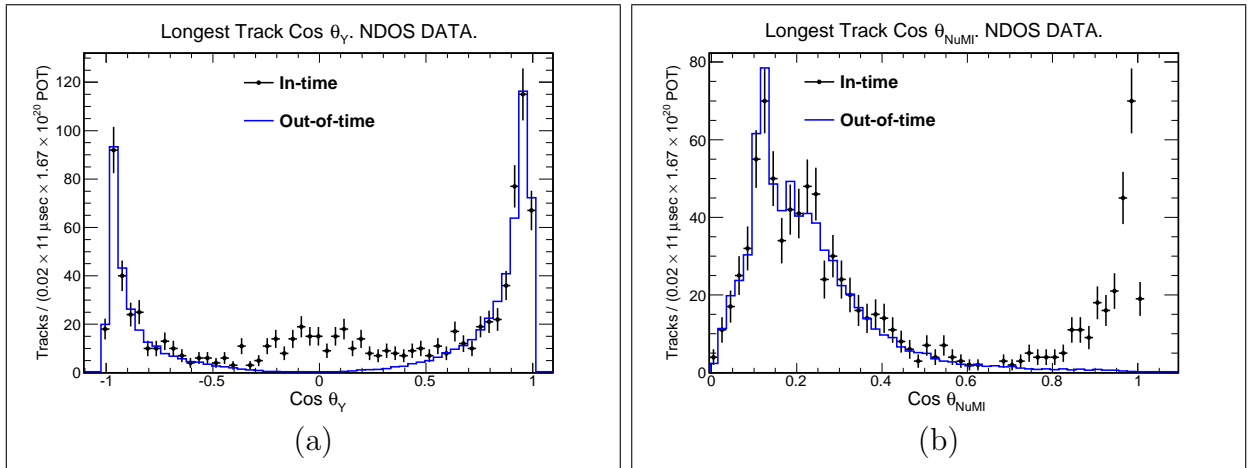 Longest Track Cos θY. NDOS DATA.
Tracks / (0.02 × 11 μsec × 1.67 × 10^20 POT)
120
100
80
60
40
20
0
In-time
Out-of-time
-1 -0.5 0 0.5 1
Cos θY
(a)
Longest Track Cos θNuMI. NDOS DATA.
Tracks / (0.02 × 11 μsec × 1.67 × 10^20 POT)
80
60
40
20
0
In-time
Out-of-time
0 0.2 0.4 0.6 0.8 1
Cos θNuMI
(b)